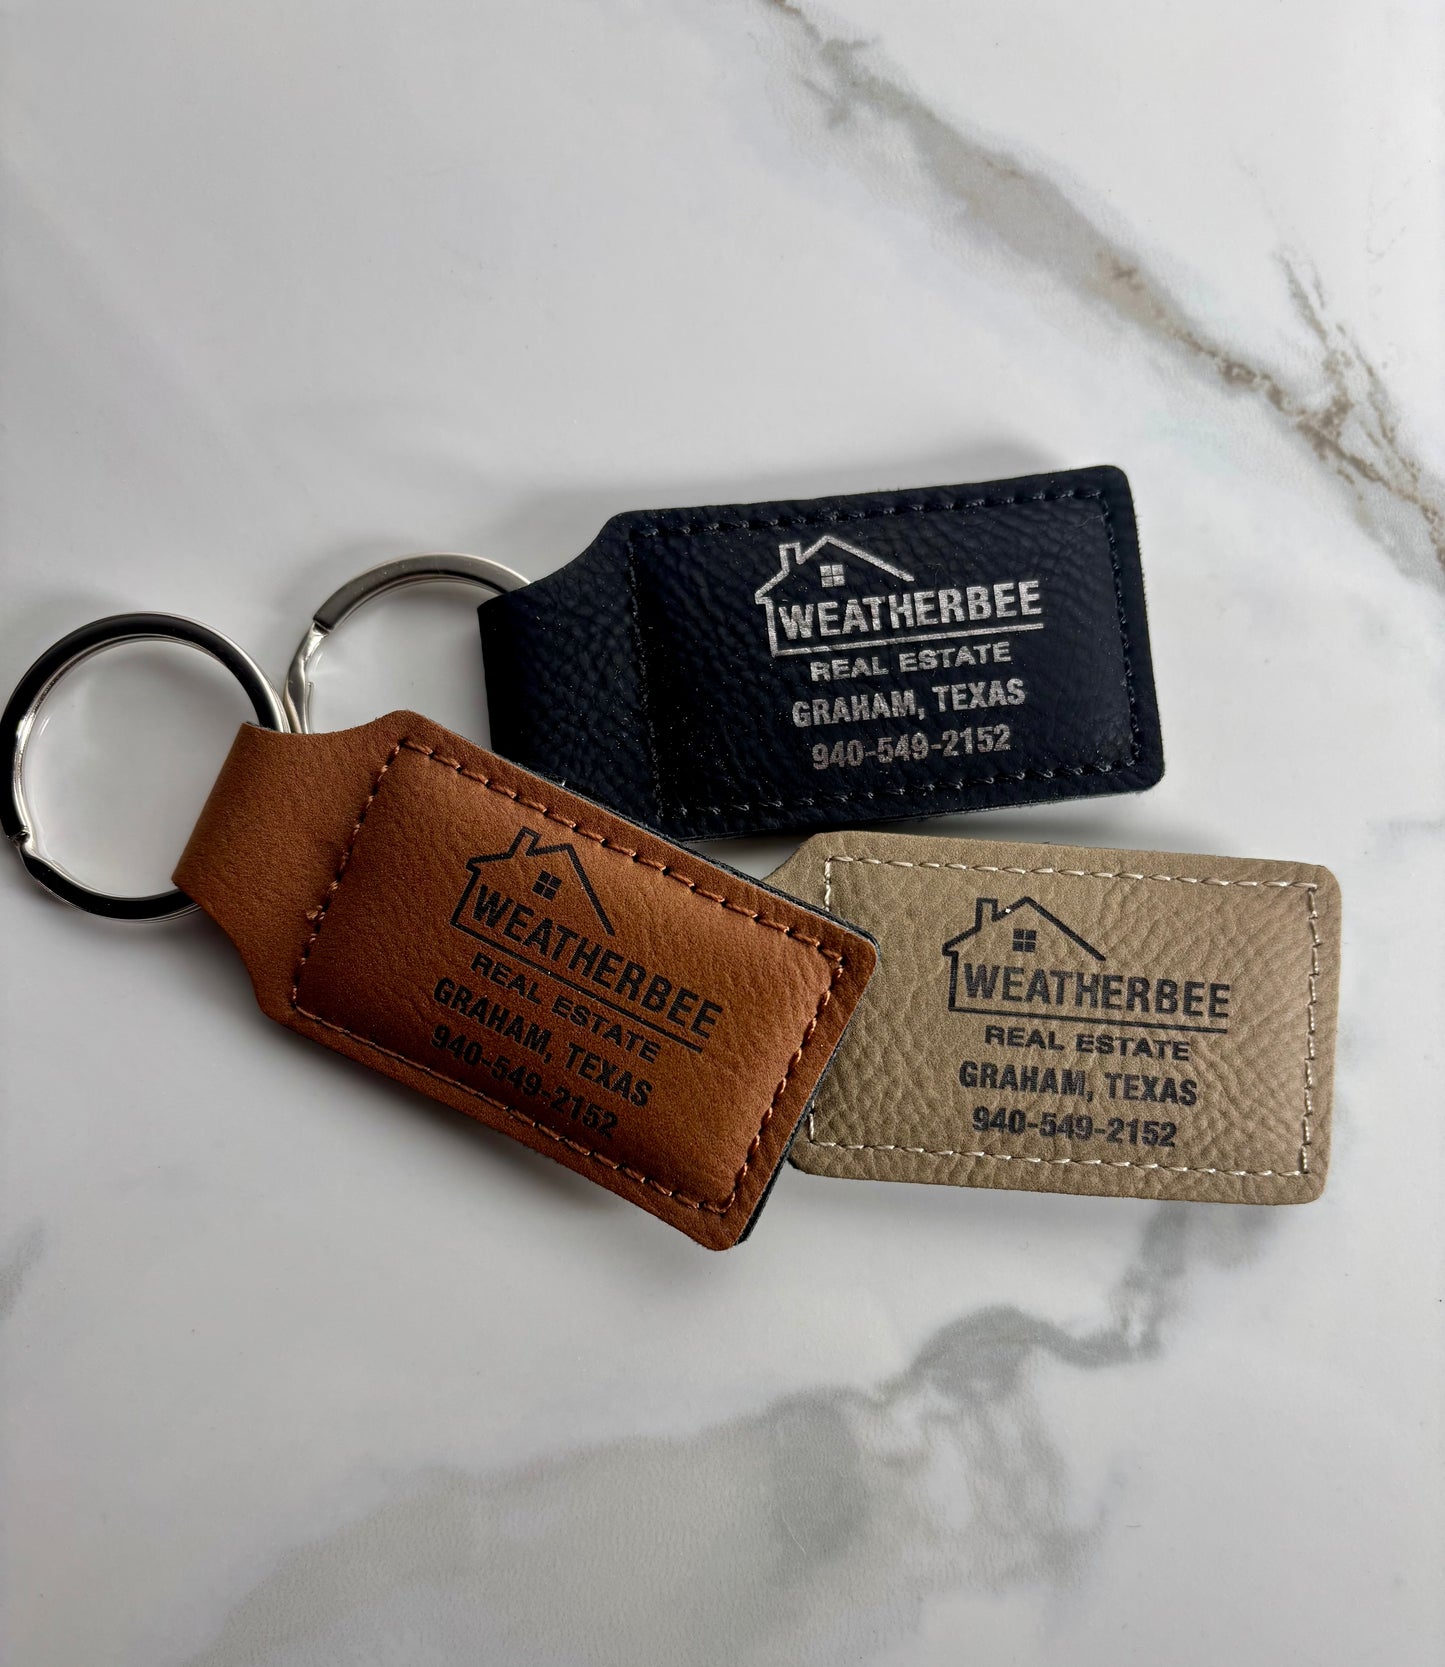 WEATHERBEE
REAL ESTATE
GRAHAM, TEXAS
940-549-2152
WEATHERBEE
REAL ESTATE
GRAHAM, TEXAS
940-549-2152
WEATHERBEE
REAL ESTATE
GRAHAM, TEXAS
940-549-2152